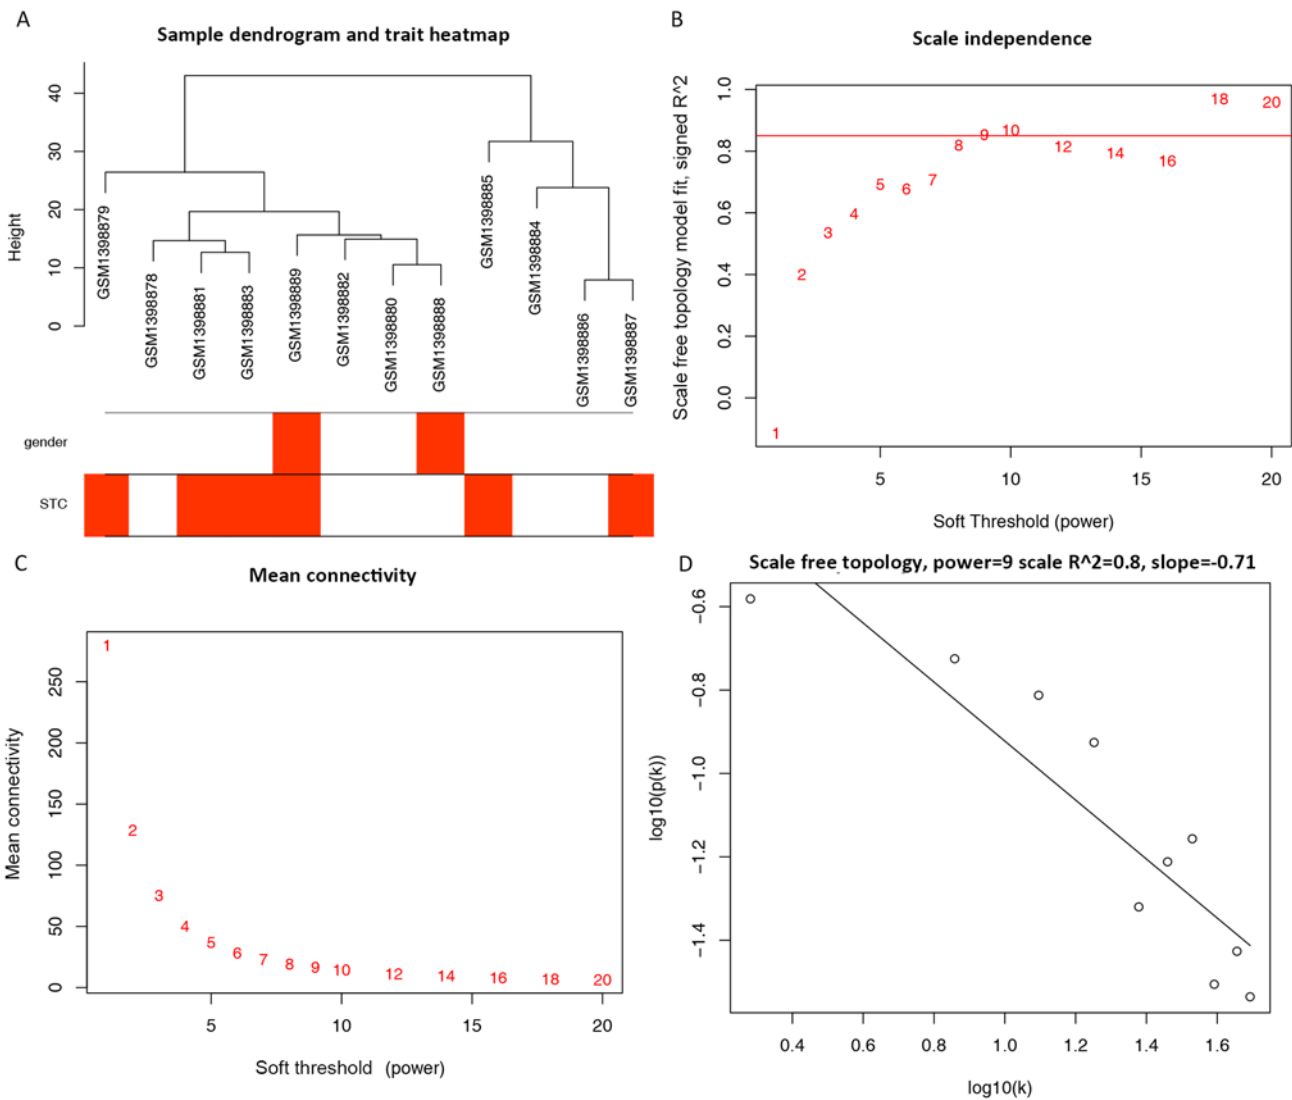 A
Sample dendrogram and trait heatmap
Height
40
30
20
10
0
GSM1398879
GSM1398878
GSM1398881
GSM1398883
GSM1398889
GSM1398882
GSM1398880
GSM1398888
GSM1398885
GSM1398884
GSM1398886
GSM1398887
gender
STC
B
Scale independence
Scale free topology model fit, signed R^2
1.0
0.8
0.6
0.4
0.2
0.0
1
2
3
4
5
6
7
8
9
10
12
14
16
18
20
5
10
15
20
Soft Threshold (power)
C
Mean connectivity
Mean connectivity
250
200
150
100
50
0
1
2
3
4
5
6
7
8
9
10
12
14
16
18
20
5
10
15
20
Soft threshold (power)
D
Scale free topology, power=9 scale R^2=0.8, slope=-0.71
log10(p(k))
-0.6
-0.8
-1.0
-1.2
-1.4
0.4
0.6
0.8
1.0
1.2
1.4
1.6
log10(k)